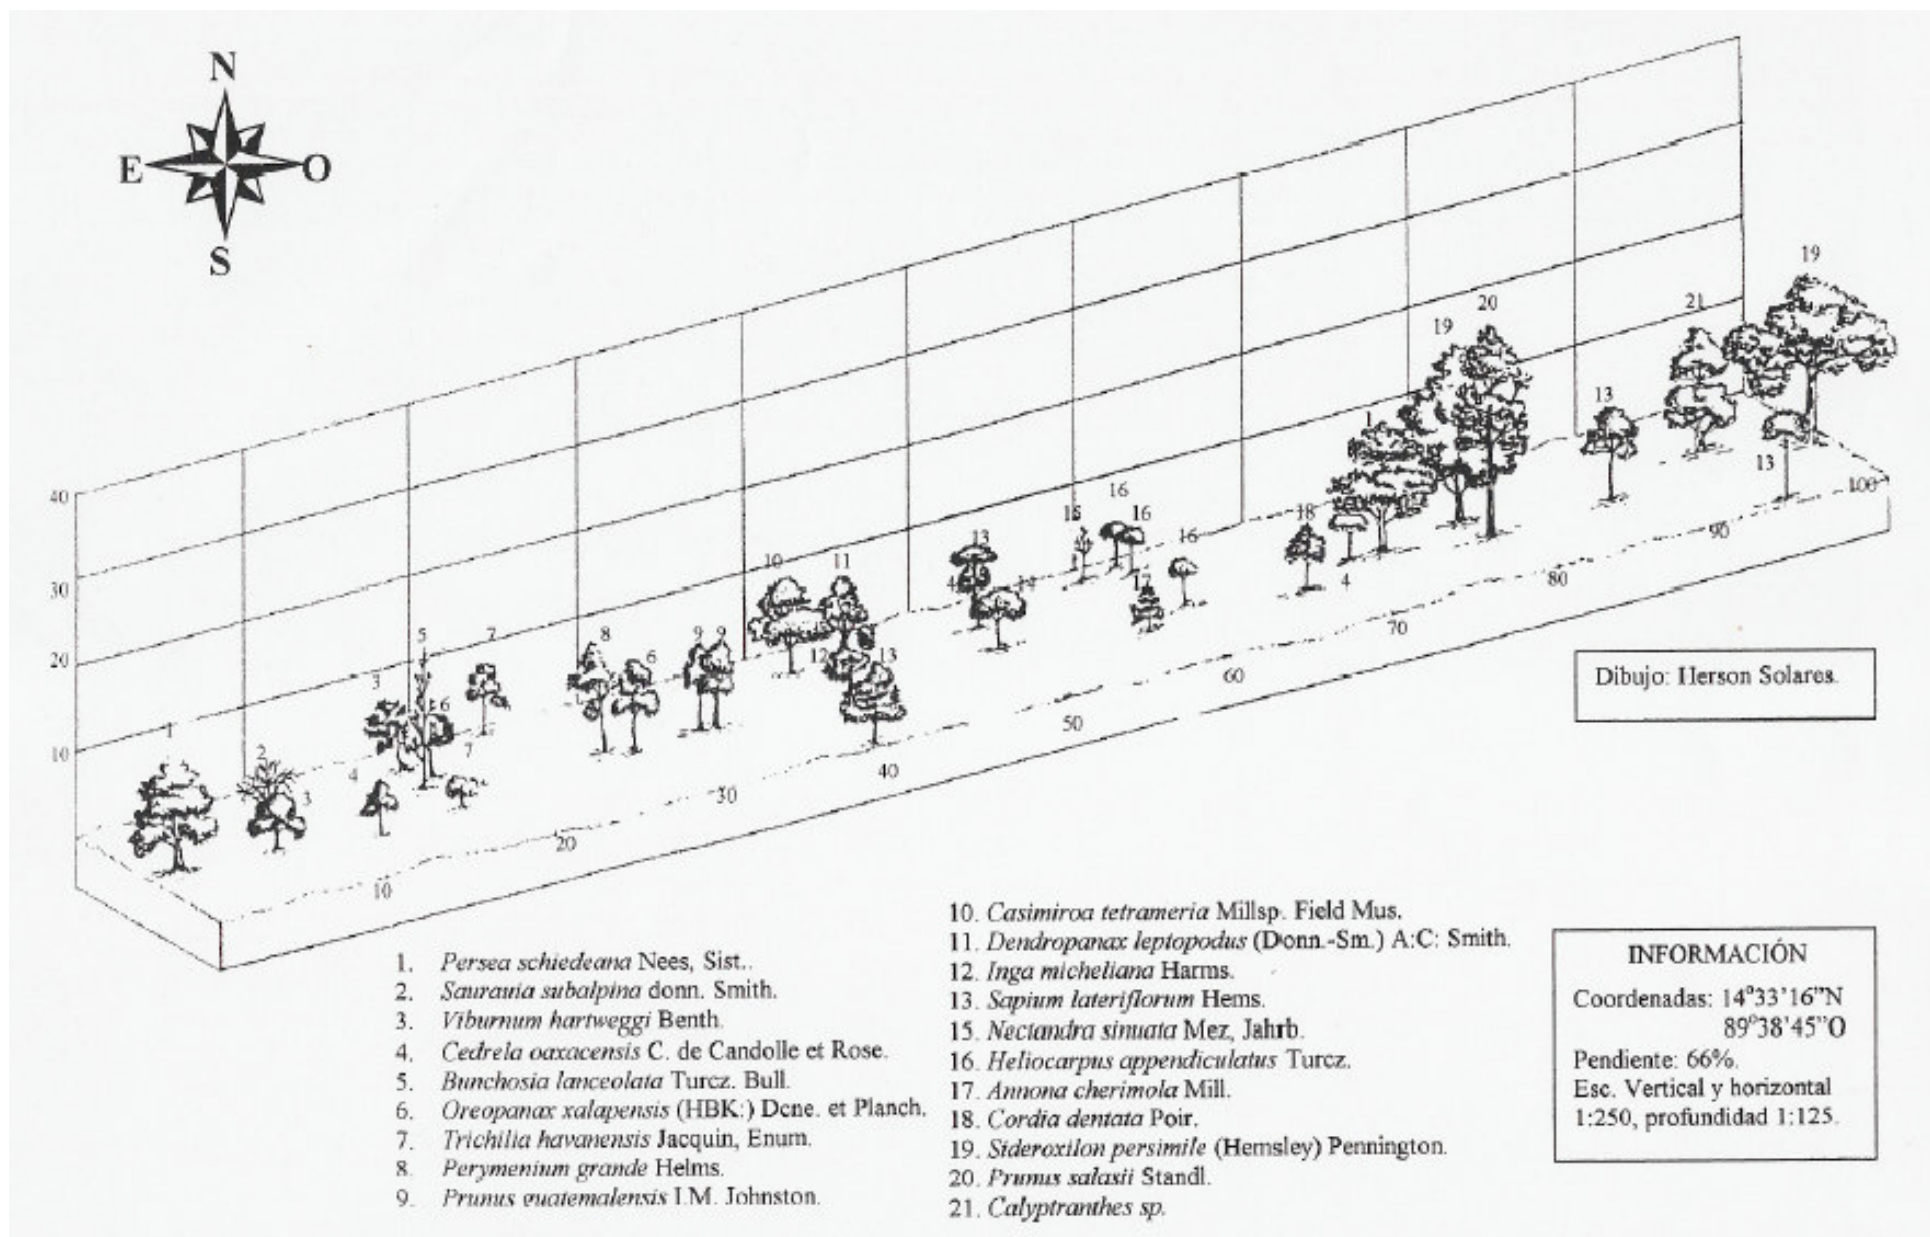 N
E
O
S
40
30
20
10
10
20
30
40
50
60
70
80
90
100
1
2
3
3
4
5
6
7
7
8
6
9
9
10
11
12
13
13
4
14
15
16
16
16
17
18
4
1
19
20
13
21
19
13
Dibujo: Herson Solares.
1. Persea schiedeana Nees, Sist..
2. Saurauia subalpina donn. Smith.
3. Viburnum hartweggi Benth.
4. Cedrela oaxacensis C. de Candolle et Rose.
5. Bunchosia lanceolata Turcz. Bull.
6. Oreopanax xalapensis (HBK:) Dcne. et Planch.
7. Trichilia havanensis Jacquin, Enum.
8. Perymenium grande Helms.
9. Prunus guatemalensis I.M. Johnston.
10. Casimiroa tetrameria Millsp. Field Mus.
11. Dendropanax leptopodus (Donn.-Sm.) A:C: Smith.
12. Inga micheliana Harms.
13. Sapium lateriflorum Hems.
15. Nectandra sinuata Mez, Jahrb.
16. Heliocarpus appendiculatus Turcz.
17. Annona cherimola Mill.
18. Cordia dentata Poir.
19. Sideroxilon persimile (Hemsley) Pennington.
20. Prunus salasii Standl.
21. Calyptranthes sp.
INFORMACIÓN
Coordenadas: 14°33'16"N
89°38'45"O
Pendiente: 66%.
Esc. Vertical y horizontal
1:250, profundidad 1:125.